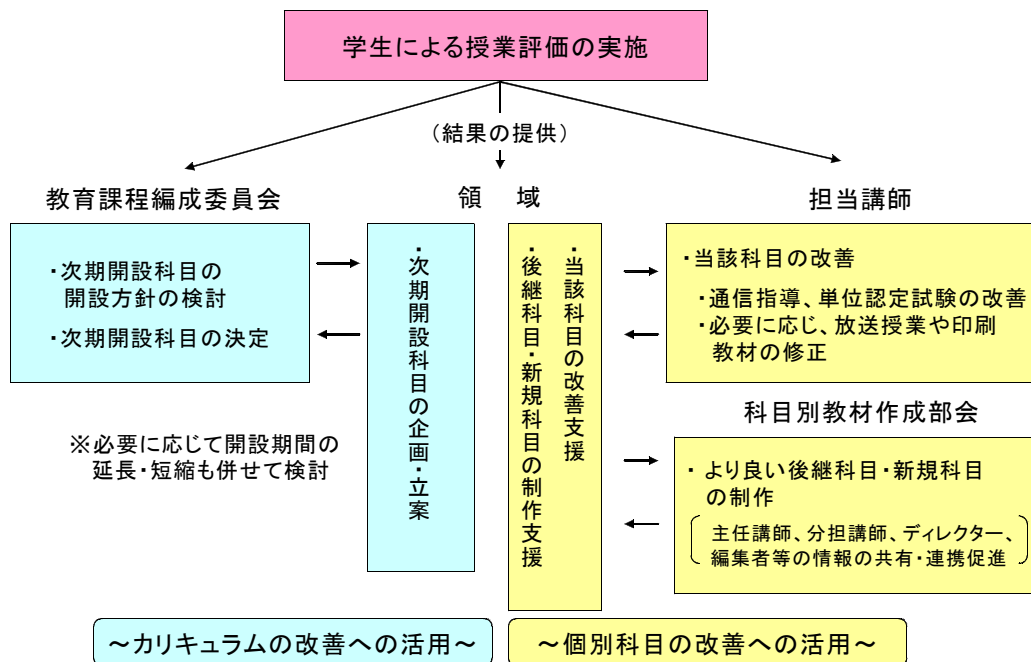 学生による授業評価の実施
（結果の提供）
教育課程編成委員会
・次期開設科目の
開設方針の検討
・次期開設科目の決定
※必要に応じて開設期間の
延長・短縮も併せて検討
領　域
・次期開設科目の企画・立案
・当該科目の改善支援
・後継科目・新規科目の制作支援
担当講師
・当該科目の改善
・通信指導、単位認定試験の改善
・必要に応じ、放送授業や印刷
教材の修正
科目別教材作成部会
・ より良い後継科目・新規科目
の制作
主任講師、分担講師、ディレクター、
編集者等の情報の共有・連携促進
～カリキュラムの改善への活用～
～個別科目の改善への活用～